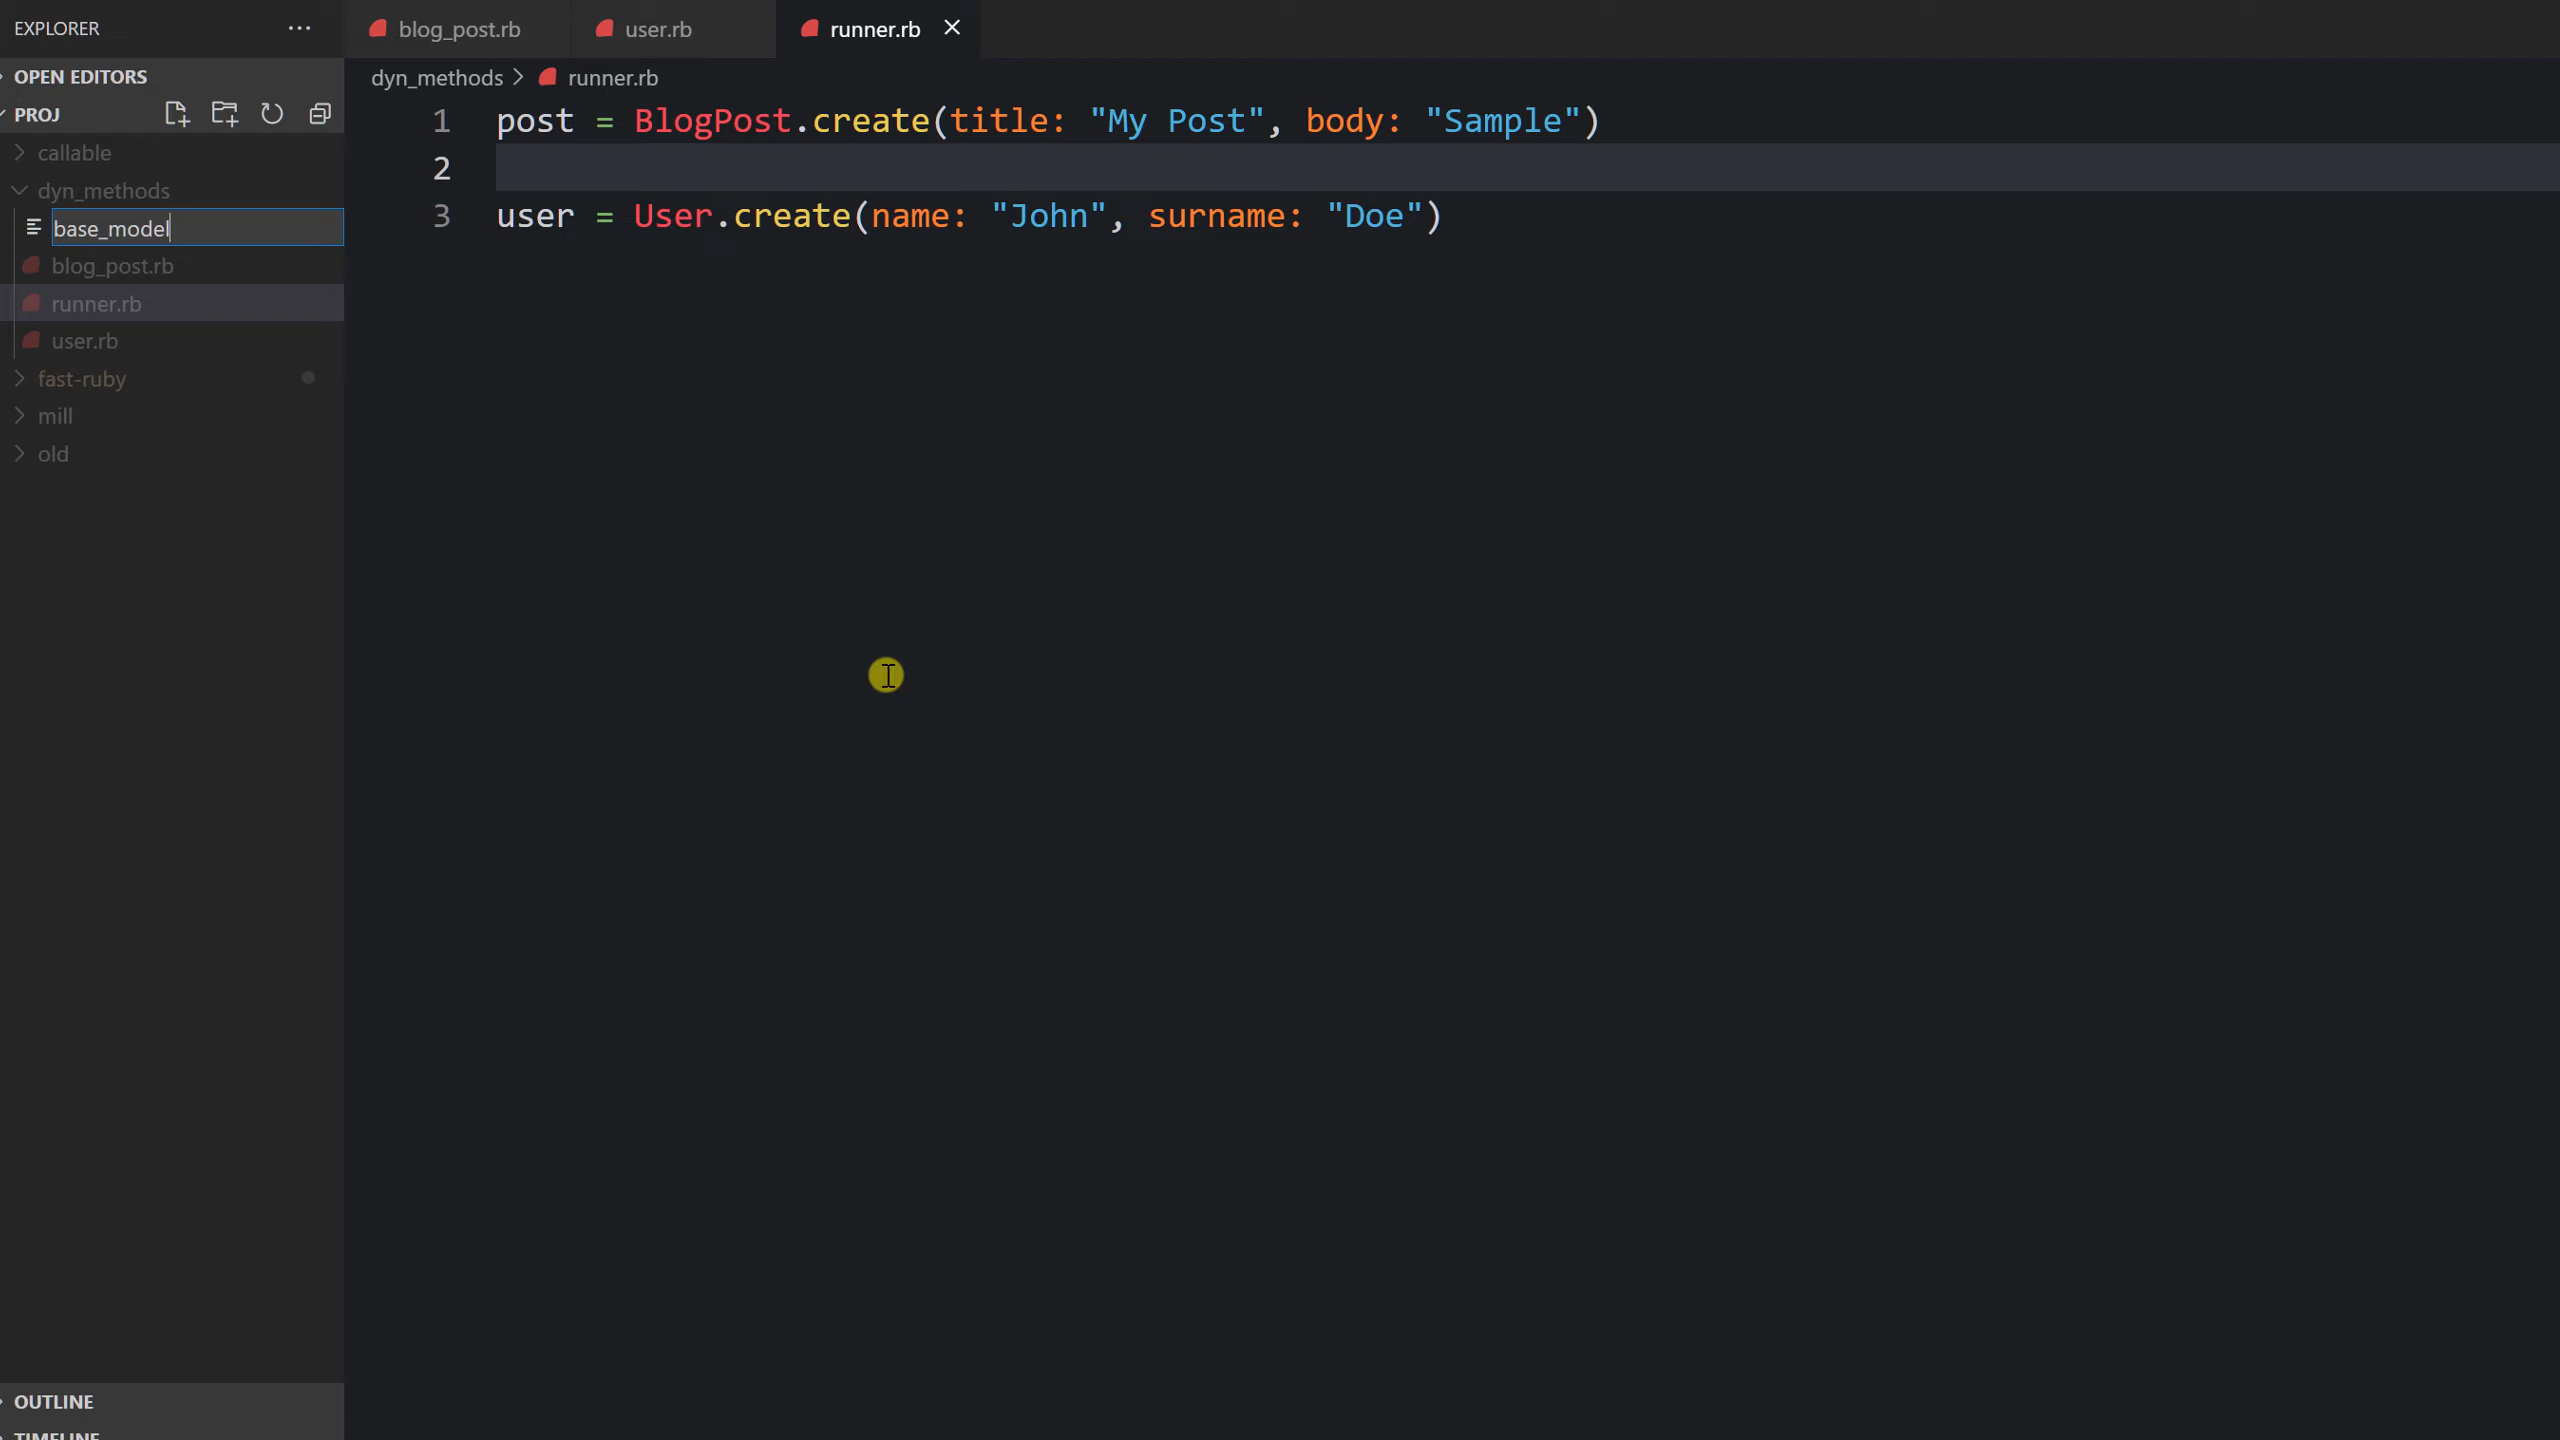 EXPLORER
OPEN EDITORS
PROJ
callable
dyn_methods
base_model
blog_post.rb
runner.rb
user.rb
fast-ruby
mill
old
OUTLINE
TIMELINE
blog_post.rb
user.rb
runner.rb
dyn_methods > runner.rb
1 post = BlogPost.create(title: "My Post", body: "Sample")
2
3 user = User.create(name: "John", surname: "Doe")